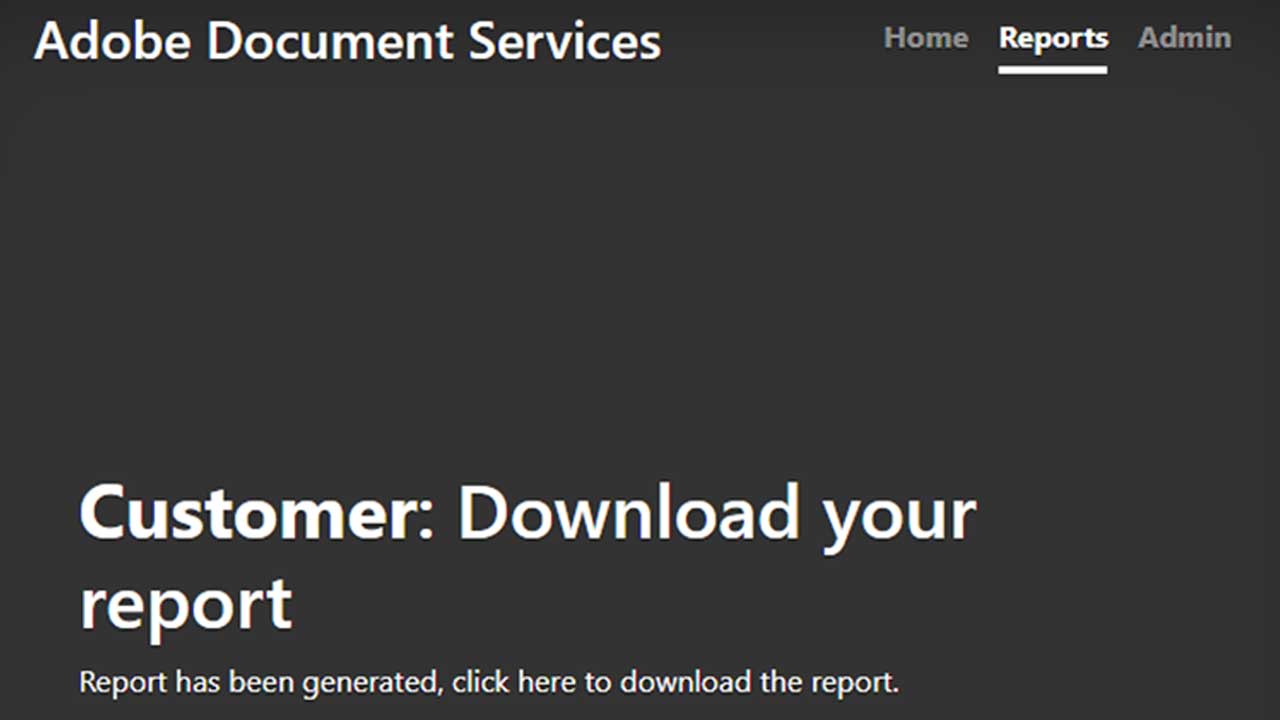 Adobe Document Services
Home Reports Admin
Customer: Download your
report
Report has been generated, click here to download the report.